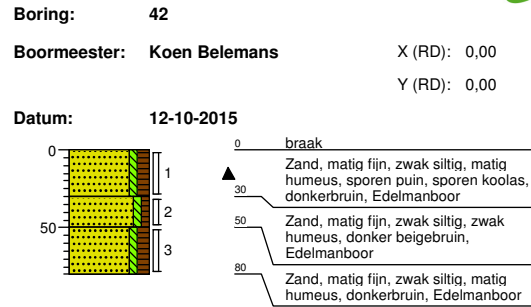 Boring: 42
Boormeester: Koen Belemans X (RD): 0,00
Y (RD): 0,00
Datum: 12-10-2015
0
50
1
2
3
0 braak
Zand, matig fijn, zwak siltig, matig
humeus, sporen puin, sporen koolas,
30 donkerbruin, Edelmanboor
50 Zand, matig fijn, zwak siltig, zwak
humeus, donker beigebruin,
Edelmanboor
80 Zand, matig fijn, zwak siltig, matig
humeus, donkerbruin, Edelmanboor